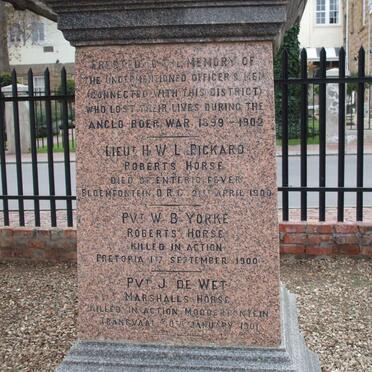 ERECTED TO THE MEMORY OF
THE UNDERMENTIONED OFFICER & MEN
(CONNECTED WITH THIS DISTRICT)
WHO LOST THEIR LIVES DURING THE
ANGLO BOER WAR, 1899-1902
LIEUT H.W.L. PICKARD
ROBERTS HORSE
DIED OF ENTERIC FEVER
BLOEMFONTEIN, O.R.C. 21ST APRIL 1900
PVT W B YORKE
ROBERTS HORSE
KILLED IN ACTION
PRETORIA 1ST SEPTEMBER 1900
PVT J. DE WET
MARSHALLS HORSE
KILLED IN ACTION, MODDERFONTEIN
TRANSVAAL JANUARY 1901